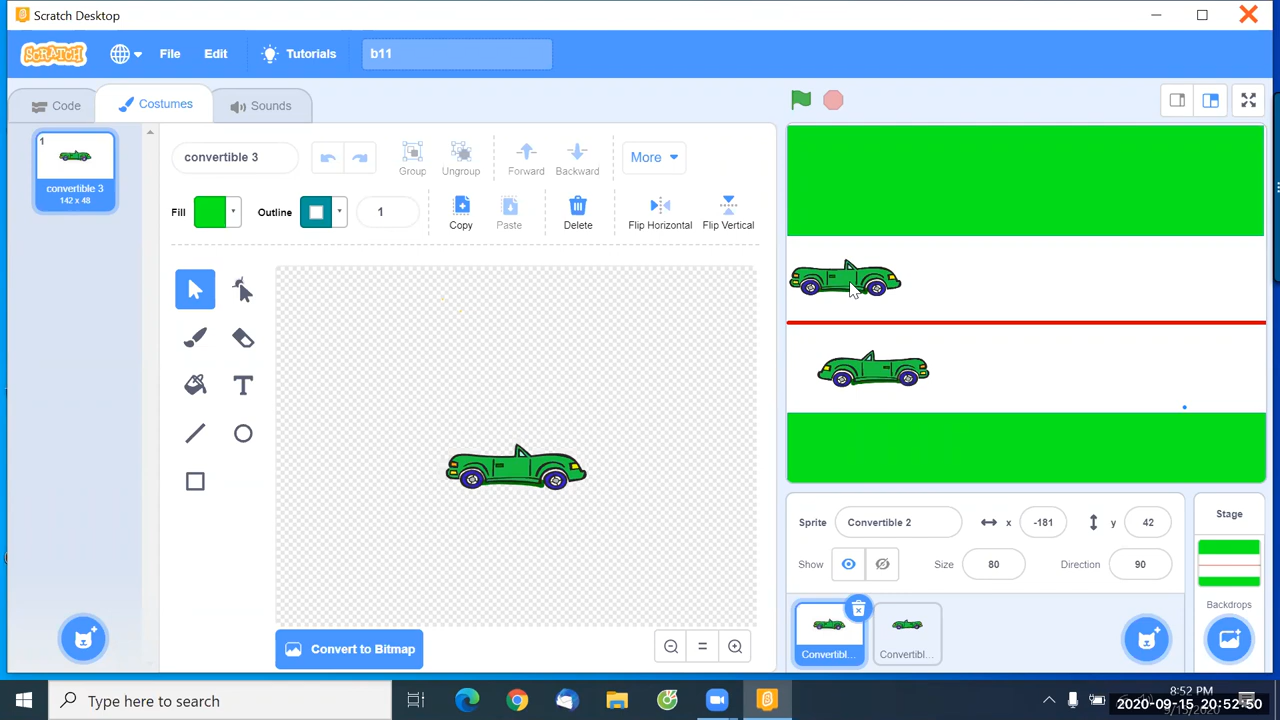 Scratch Desktop
SCRATCH
File
Edit
Tutorials
b11
Code
Costumes
Sounds
1
convertible 3
142 x 48
convertible 3
Group
Ungroup
Forward
Backward
More
Fill
Outline
1
Copy
Paste
Delete
Flip Horizontal
Flip Vertical
T
Convert to Bitmap
Sprite
Convertible 2
x
-181
y
42
Show
Size
80
Direction
90
Convertibl...
Convertibl...
Stage
Backdrops
Type here to search
8:52 PM
2020-09-15 20:52:50